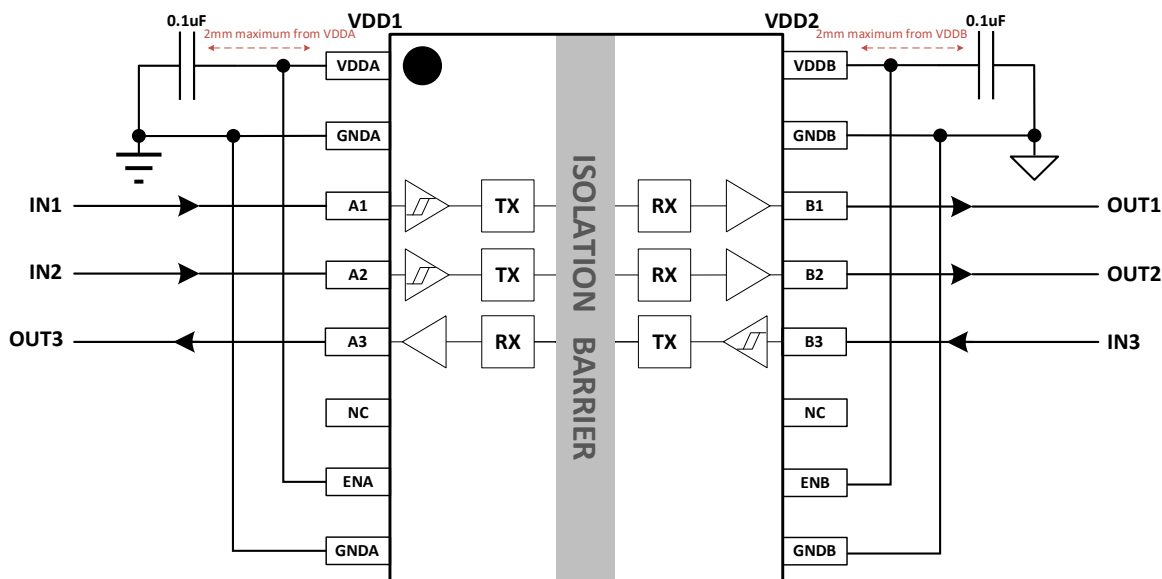 0.1uF VDD1 VDD2 0.1uF
2mm maximum from VDDA 2mm maximum from VDDB
VDDA VDDB
GNDA GNDB
ISOLATION BARRIER
IN1 A1 TX RX B1 OUT1
IN2 A2 TX RX B2 OUT2
OUT3 A3 RX TX B3 IN3
NC NC
ENA ENB
GNDA GNDB